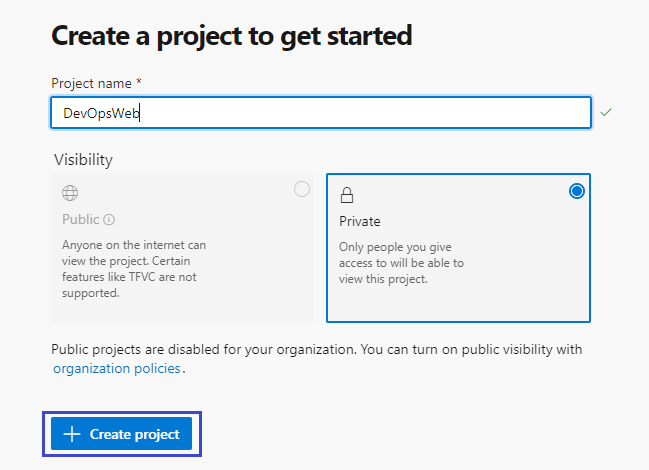 Create a project to get started
Project name *
DevOpsWeb
Visibility
Public
Anyone on the internet can
view the project. Certain
features like TFVC are not
supported.
Private
Only people you give
access to will be able to
view this project.
Public projects are disabled for your organization. You can turn on public visibility with
organization policies.
Create project